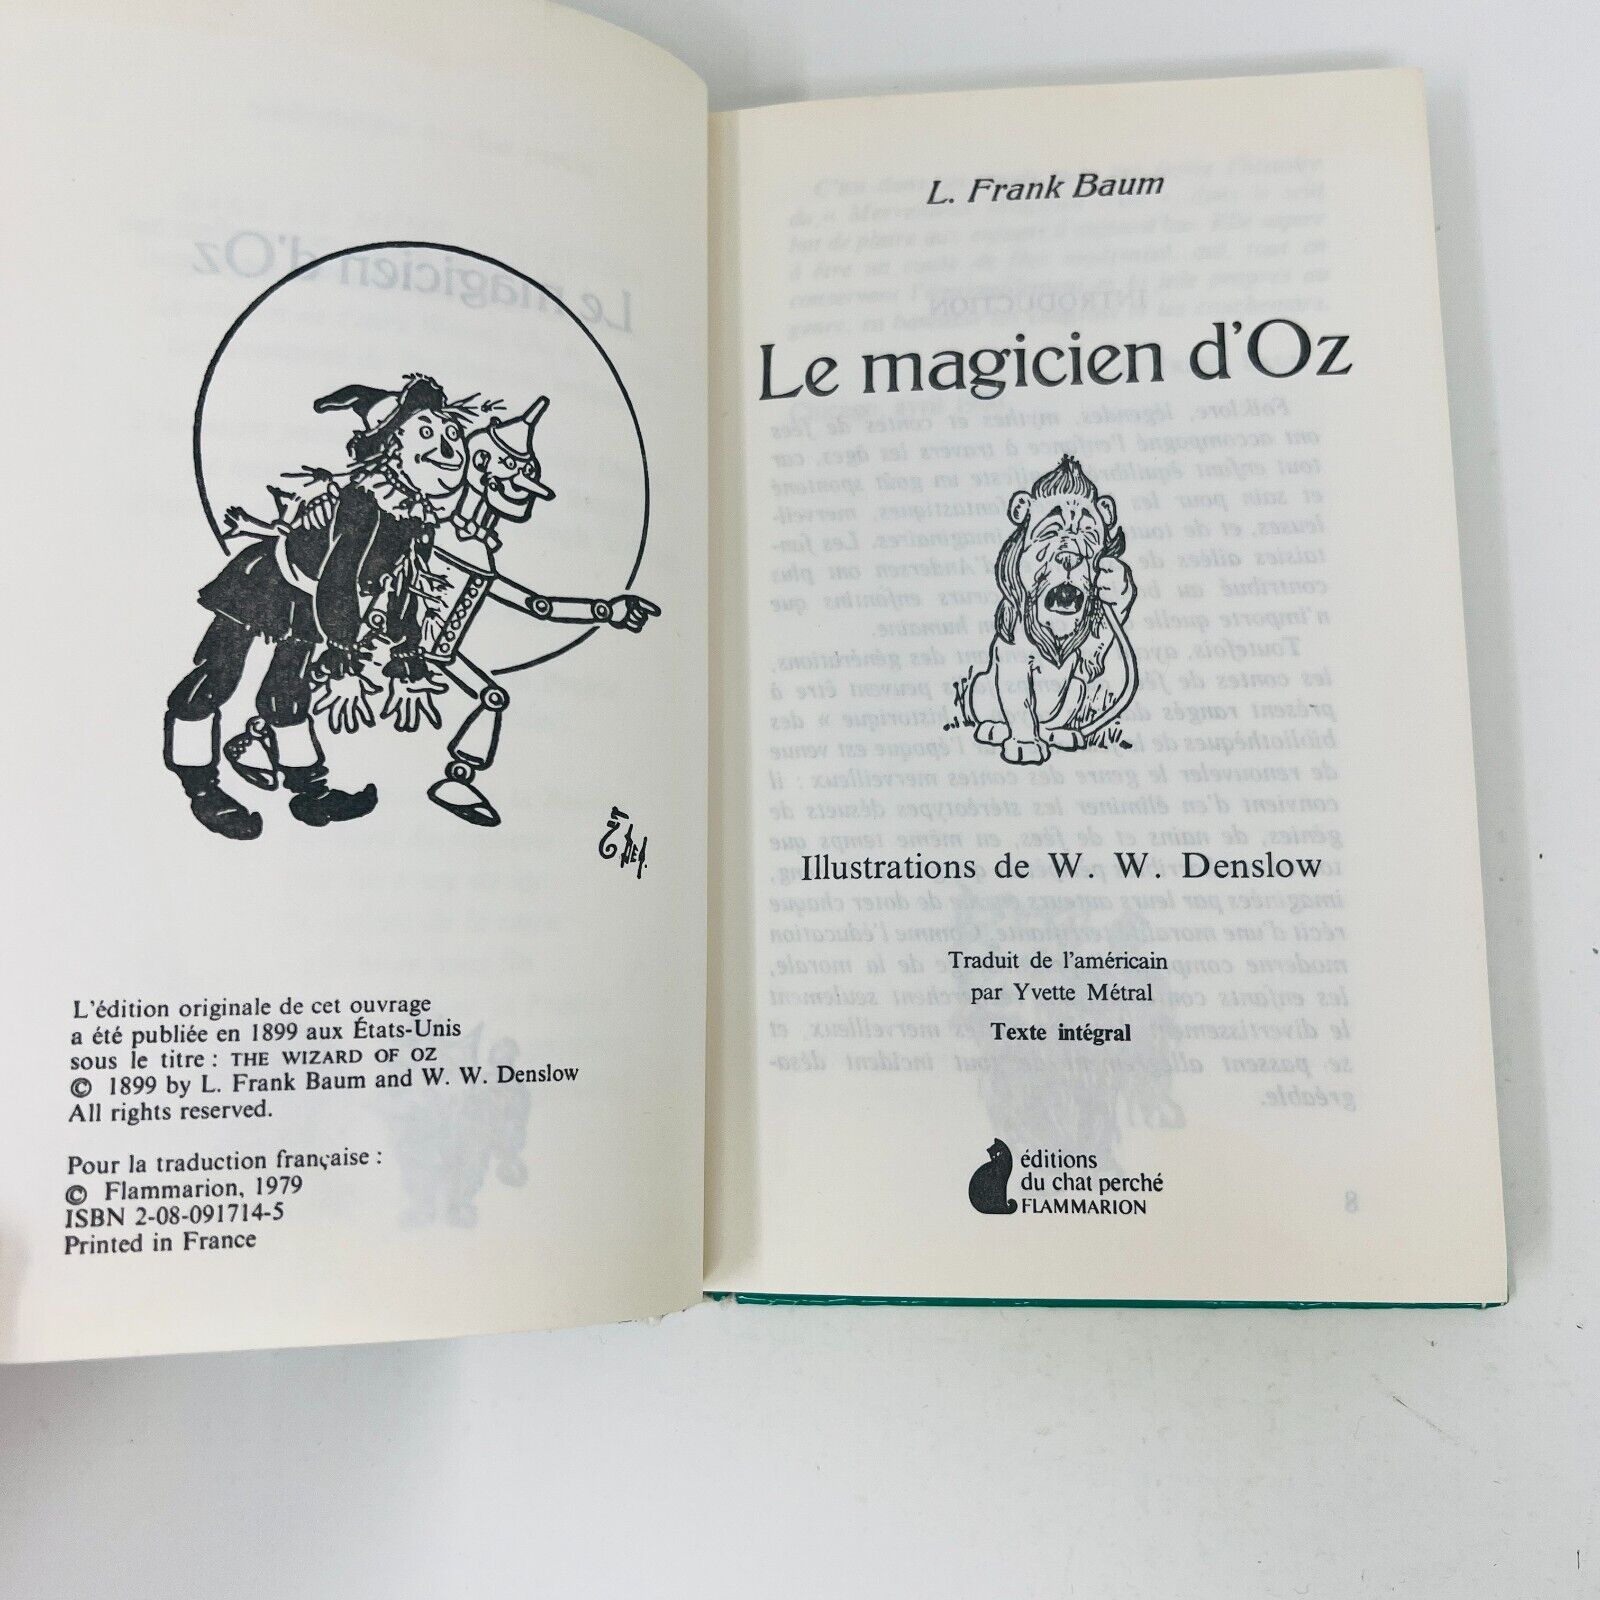 L'édition originale de cet ouvrage
a été publiée en 1899 aux États-Unis
sous le titre : THE WIZARD OF OZ
© 1899 by L. Frank Baum and W. W. Denslow
All rights reserved.
Pour la traduction française :
© Flammarion, 1979
ISBN 2-08-091714-5
Printed in France
L. Frank Baum
Le magicien d'Oz
Illustrations de W. W. Denslow
Traduit de l'américain
par Yvette Métral
Texte intégral
éditions
du chat perché
FLAMMARION